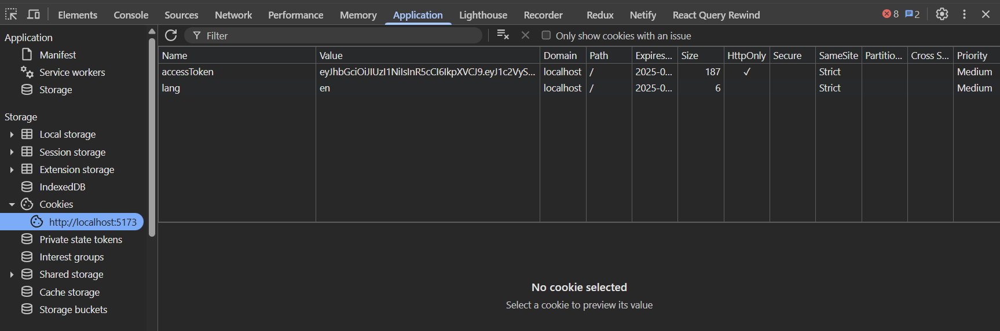 Elements Console Sources Network Performance Memory Application Lighthouse Recorder Redux Netify React Query Rewind 8 2
Application
Manifest
Service workers
Storage
Storage
Local storage
Session storage
Extension storage
IndexedDB
Cookies
http://localhost:5173
Private state tokens
Interest groups
Shared storage
Cache storage
Storage buckets
Filter Only show cookies with an issue
Name Value Domain Path Expires... Size HttpOnly Secure SameSite Partitio... Cross S... Priority
accessToken eyJhbGciOiJIUzI1NiIsInR5cCI6IkpXVCJ9.eyJ1c2VyS... localhost / 2025-0... 187 ✓ Strict Medium
lang en localhost / 2025-0... 6 Strict Medium
No cookie selected
Select a cookie to preview its value